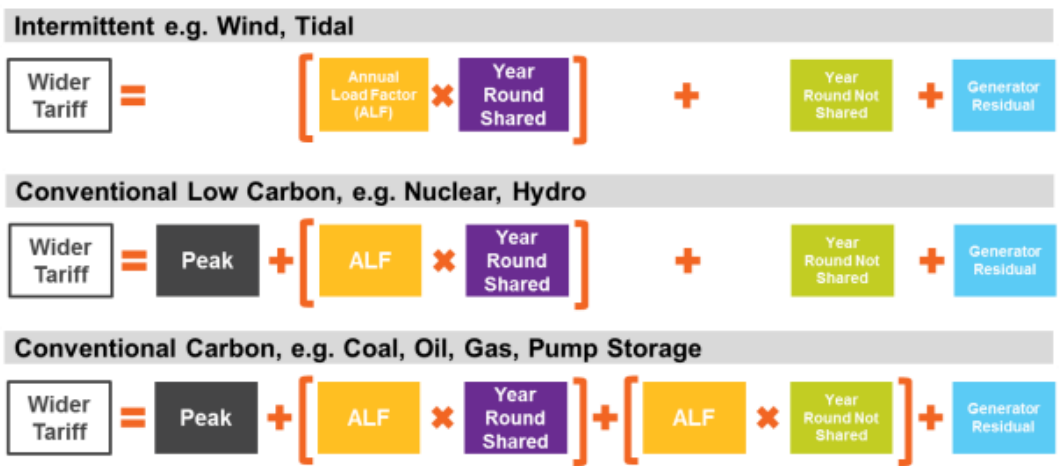 Intermittent e.g. Wind, Tidal
Wider
Tariff
=
[
Annual
Load Factor
(ALF)
×
Year
Round
Shared
]
+
Year
Round Not
Shared
+
Generator
Residual
Conventional Low Carbon, e.g. Nuclear, Hydro
Wider
Tariff
=
Peak
+
[
ALF
×
Year
Round
Shared
]
+
Year
Round Not
Shared
+
Generator
Residual
Conventional Carbon, e.g. Coal, Oil, Gas, Pump Storage
Wider
Tariff
=
Peak
+
[
ALF
×
Year
Round
Shared
]
+
[
ALF
×
Year
Round Not
Shared
]
+
Generator
Residual